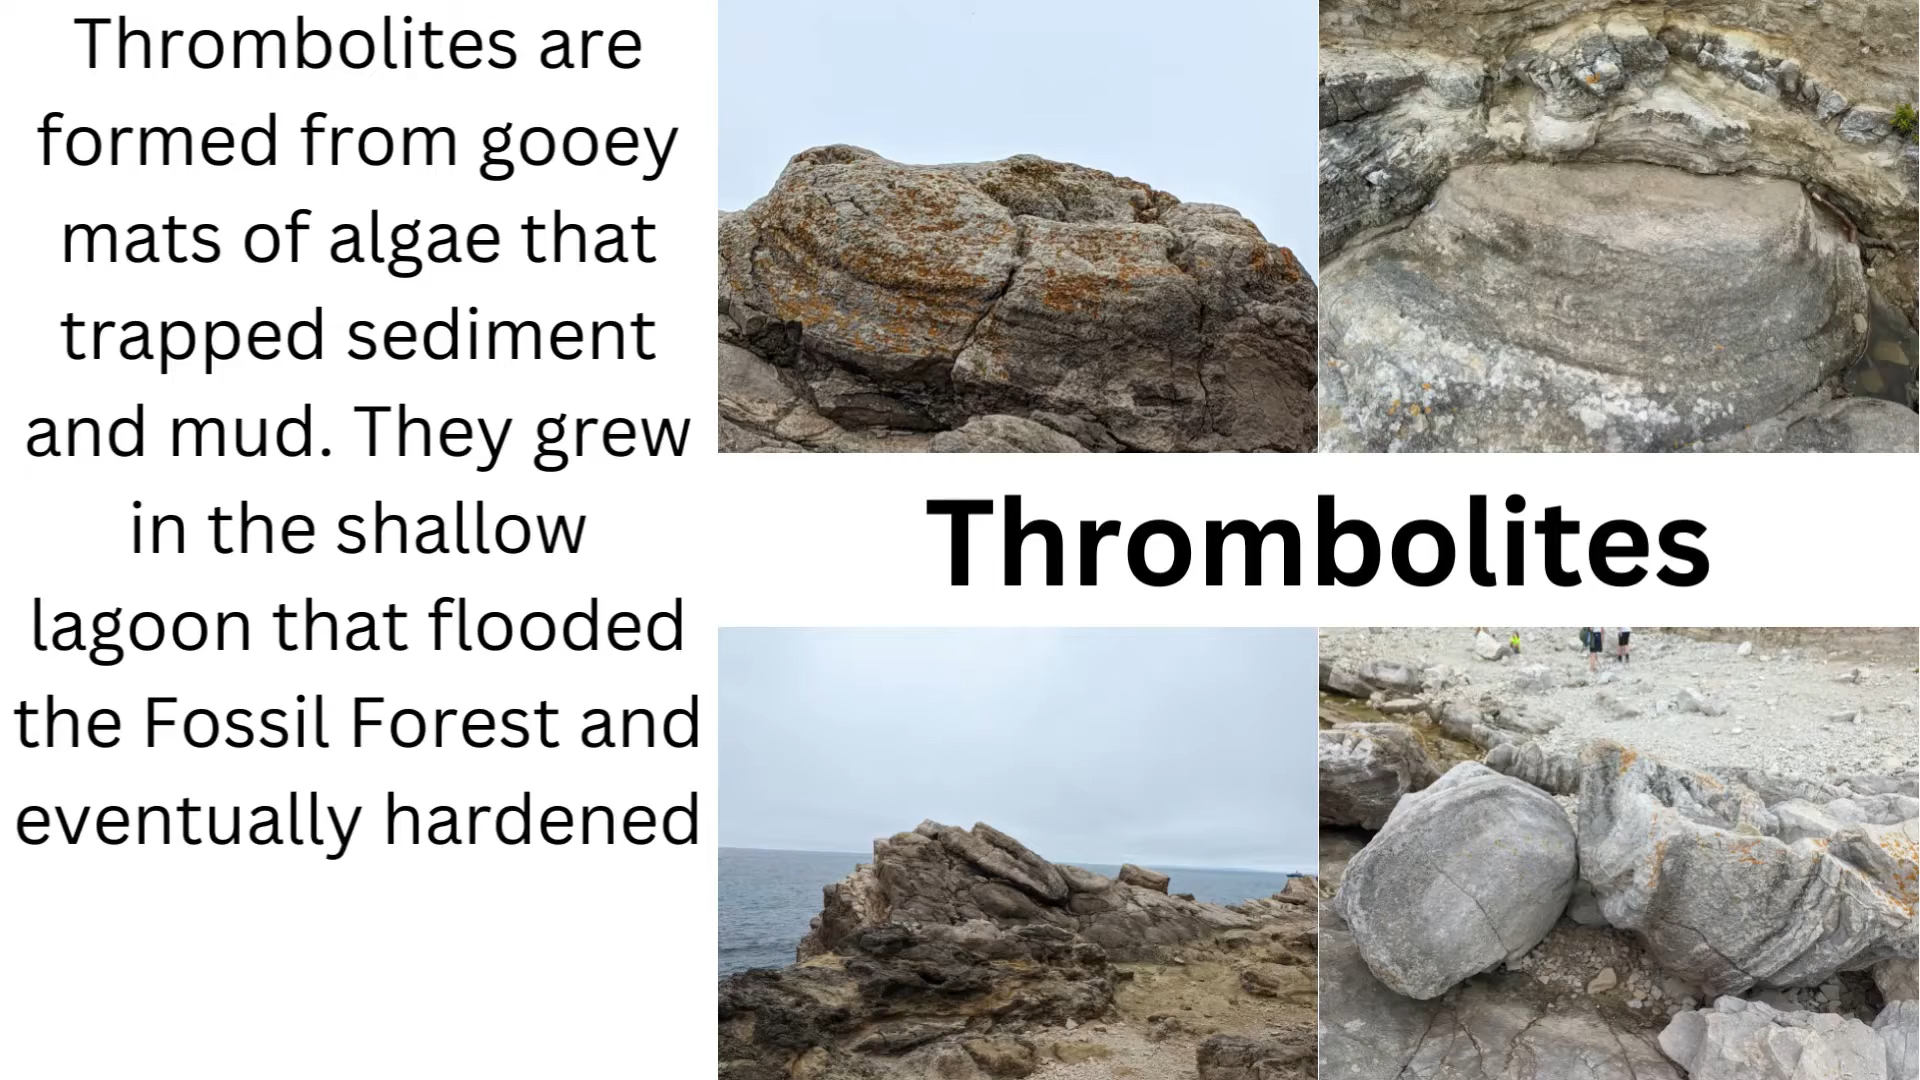 Thrombolites are
formed from gooey
mats of algae that
trapped sediment
and mud. They grew
in the shallow
lagoon that flooded
the Fossil Forest and
eventually hardened
Thrombolites